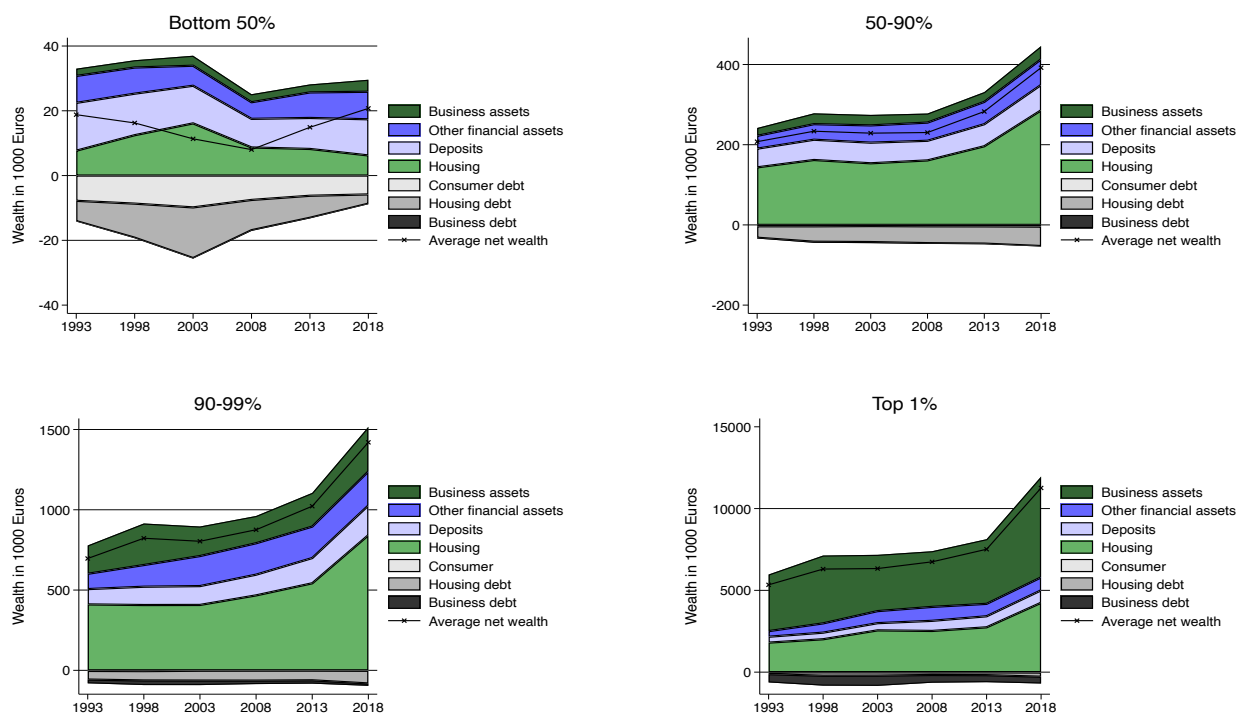 Bottom 50%
Wealth in 1000 Euros
40
20
0
-20
-40
1993 1998 2003 2008 2013 2018
Business assets
Other financial assets
Deposits
Housing
Consumer debt
Housing debt
Business debt
Average net wealth
50-90%
Wealth in 1000 Euros
400
200
0
-200
1993 1998 2003 2008 2013 2018
Business assets
Other financial assets
Deposits
Housing
Consumer debt
Housing debt
Business debt
Average net wealth
90-99%
Wealth in 1000 Euros
1500
1000
500
0
1993 1998 2003 2008 2013 2018
Business assets
Other financial assets
Deposits
Housing
Consumer
Housing debt
Business debt
Average net wealth
Top 1%
Wealth in 1000 Euros
15000
10000
5000
0
1993 1998 2003 2008 2013 2018
Business assets
Other financial assets
Deposits
Housing
Consumer
Housing debt
Business debt
Average net wealth